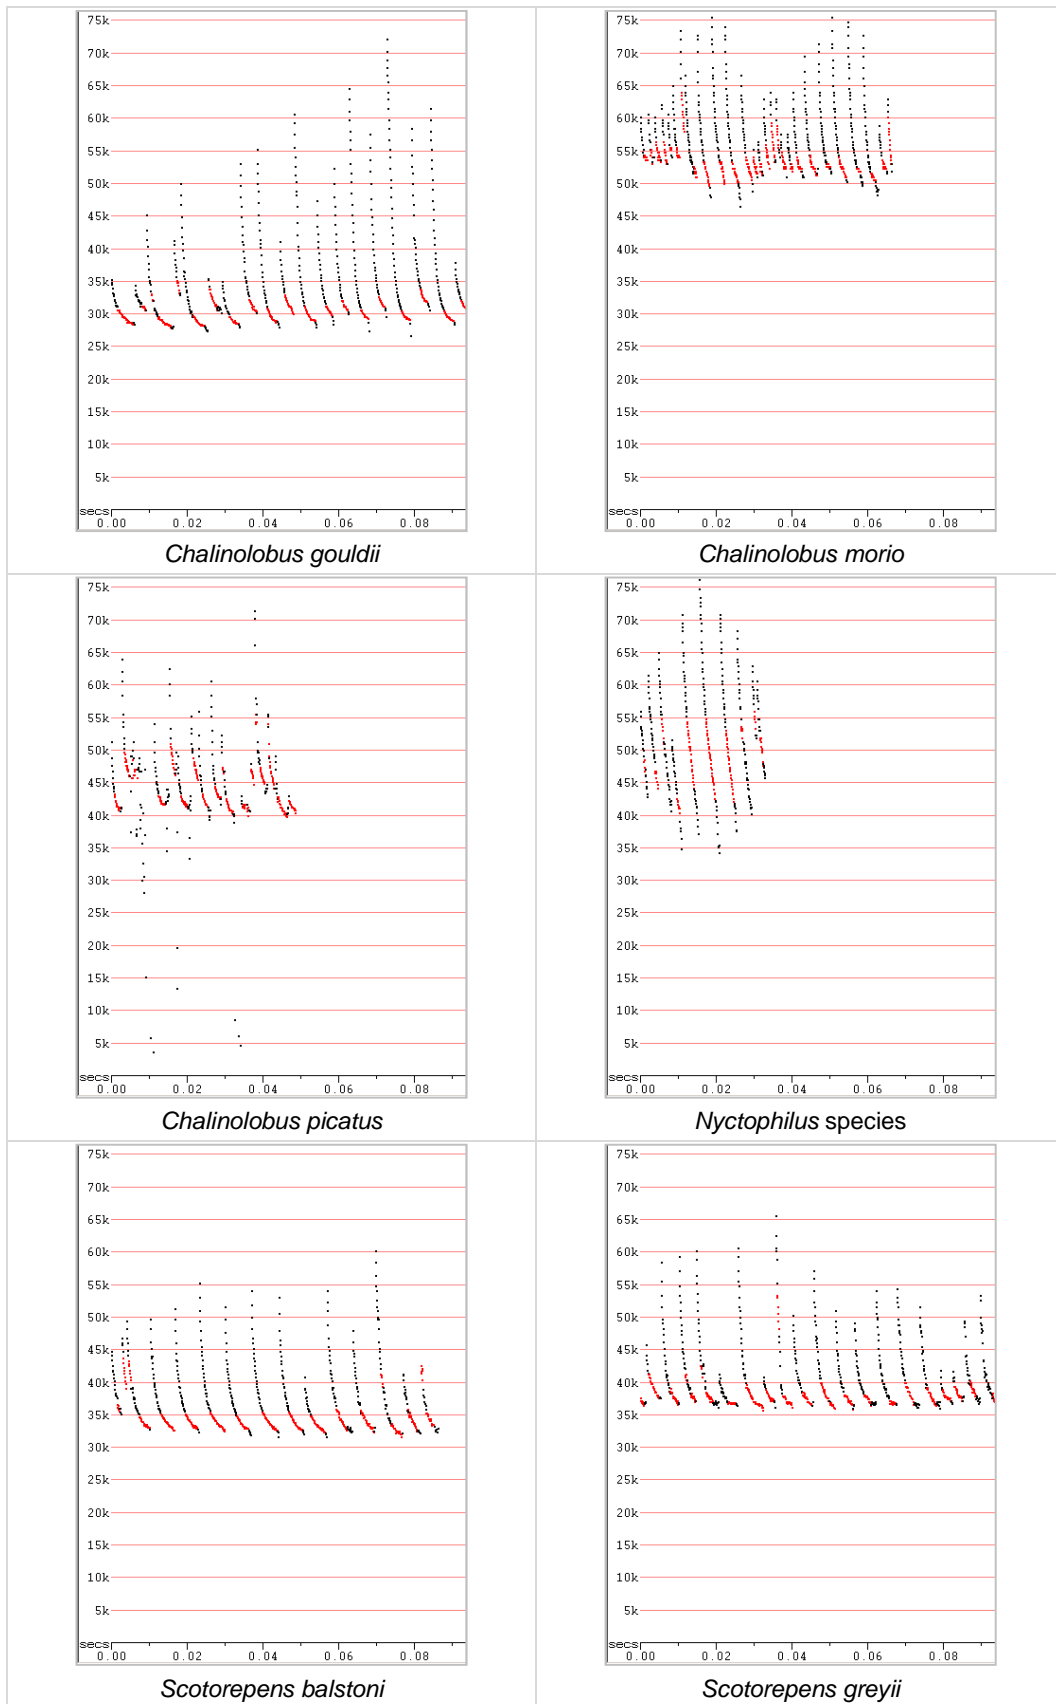 75k
70k
65k
60k
55k
50k
45k
40k
35k
30k
25k
20k
15k
10k
5k
secs
0.00 0.02 0.04 0.06 0.08
Chalinolobus gouldii
75k
70k
65k
60k
55k
50k
45k
40k
35k
30k
25k
20k
15k
10k
5k
secs
0.00 0.02 0.04 0.06 0.08
Chalinolobus morio
75k
70k
65k
60k
55k
50k
45k
40k
35k
30k
25k
20k
15k
10k
5k
secs
0.00 0.02 0.04 0.06 0.08
Chalinolobus picatus
75k
70k
65k
60k
55k
50k
45k
40k
35k
30k
25k
20k
15k
10k
5k
secs
0.00 0.02 0.04 0.06 0.08
Nyctophilus species
75k
70k
65k
60k
55k
50k
45k
40k
35k
30k
25k
20k
15k
10k
5k
secs
0.00 0.02 0.04 0.06 0.08
Scotorepens balstoni
75k
70k
65k
60k
55k
50k
45k
40k
35k
30k
25k
20k
15k
10k
5k
secs
0.00 0.02 0.04 0.06 0.08
Scotorepens greyii